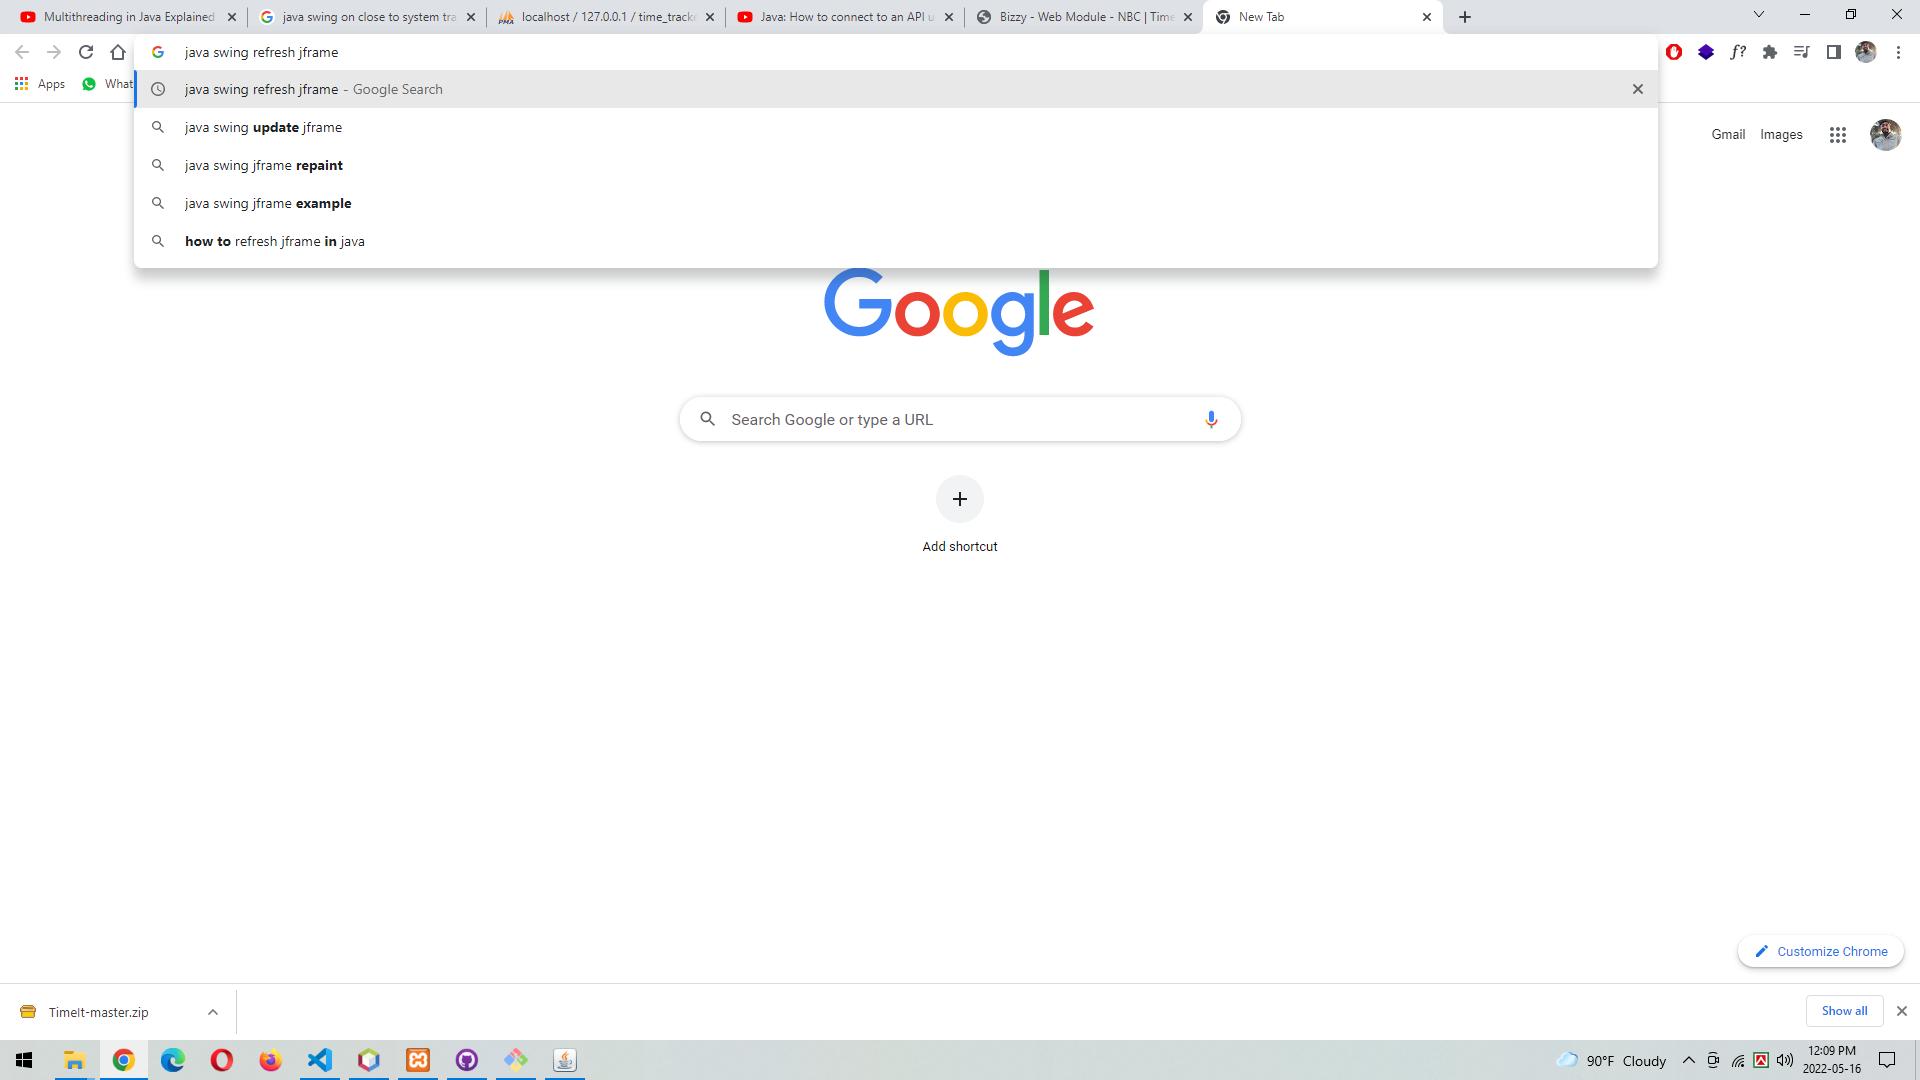 Multithreading in Java Explained
java swing on close to system tra
localhost / 127.0.0.1 / time_track
Java: How to connect to an API u
Bizzy - Web Module - NBC | Time
New Tab
java swing refresh jframe
Apps
What
java swing refresh jframe - Google Search
java swing update jframe
java swing jframe repaint
java swing jframe example
how to refresh jframe in java
Gmail
Images
Google
Search Google or type a URL
Add shortcut
Customize Chrome
TimeIt-master.zip
Show all
90°F Cloudy
12:09 PM
2022-05-16